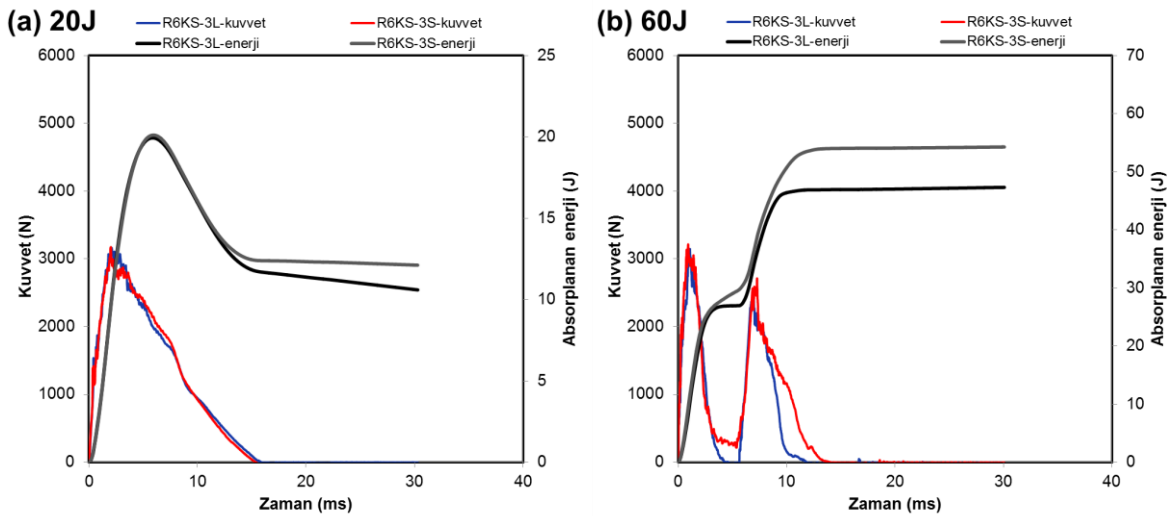 (a) 20J
R6KS-3L-kuvvet
R6KS-3S-kuvvet
R6KS-3L-enerji
R6KS-3S-enerji
6000
5000
4000
3000
2000
1000
0
Kuvvet (N)
25
20
15
10
5
0
Absorplanan enerji (J)
0
10
20
30
40
Zaman (ms)
(b) 60J
R6KS-3L-kuvvet
R6KS-3S-kuvvet
R6KS-3L-enerji
R6KS-3S-enerji
6000
5000
4000
3000
2000
1000
0
Kuvvet (N)
70
60
50
40
30
20
10
0
Absorplanan enerji (J)
0
10
20
30
40
Zaman (ms)